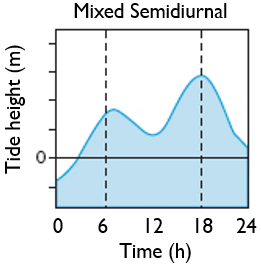 Mixed Semidiurnal
Tide height (m)
0
0 6 12 18 24
Time (h)